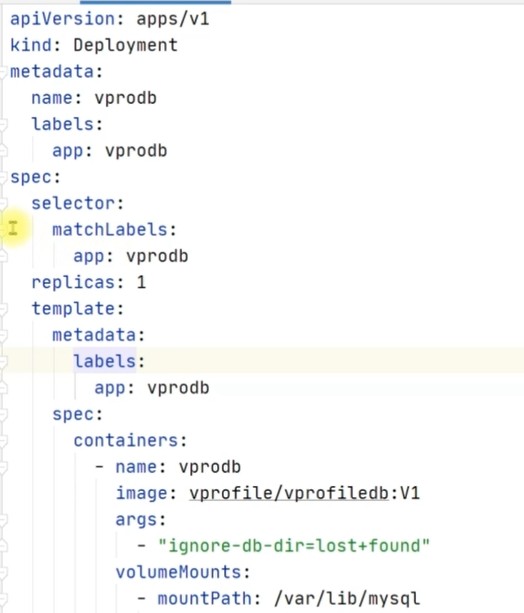 apiVersion: apps/v1
kind: Deployment
metadata:
  name: vprodb
  labels:
    app: vprodb
spec:
  selector:
    matchLabels:
      app: vprodb
  replicas: 1
  template:
    metadata:
      labels:
        app: vprodb
    spec:
      containers:
        - name: vprodb
          image: vprofile/vprofiledb:V1
          args:
            - "ignore-db-dir=lost+found"
          volumeMounts:
            - mountPath: /var/lib/mysql